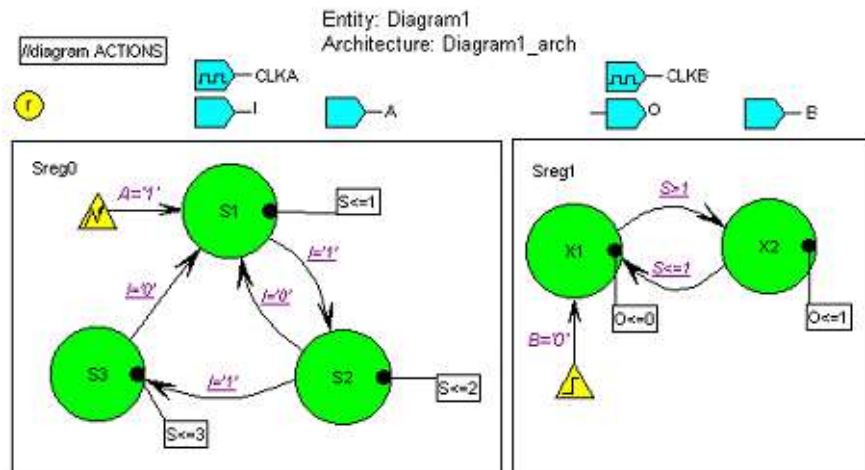 Entity: Diagram1
Architecture: Diagram1_arch
//diagram ACTIONS
CLKA
CLKB
r
I
A
O
B
Sreg0
A='1'
S1
S<=1
I='1'
I='0'
I='0'
S3
I='1'
S2
S<=2
S<=3
Sreg1
S>1
X1
X2
S<=1
O<=0
O<=1
B='0'